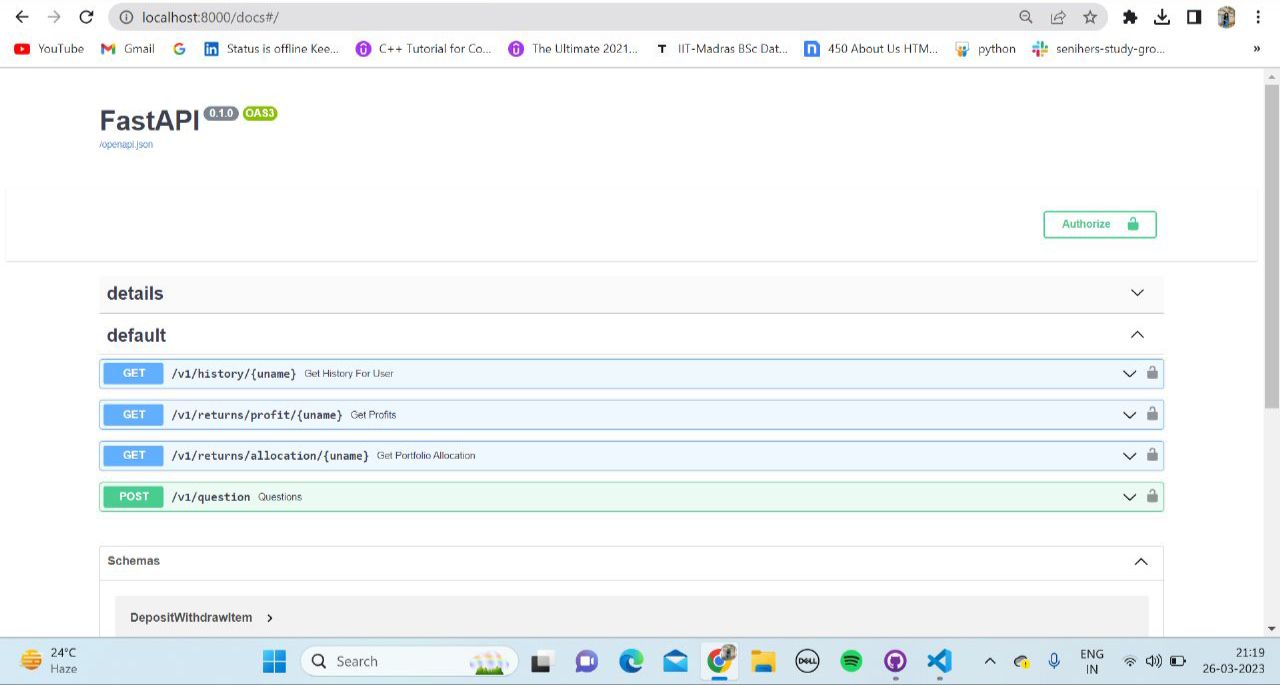 localhost:8000/docs#/
YouTube Gmail Status is offline Kee... C++ Tutorial for Co... The Ultimate 2021... T IIT-Madras BSc Dat... 450 About Us HTM... python senihers-study-gro... »
FastAPI 0.1.0 OAS3
/openapi.json
Authorize
details
default
GET /v1/history/{uname} Get History For User
GET /v1/returns/profit/{uname} Get Profits
GET /v1/returns/allocation/{uname} Get Portfolio Allocation
POST /v1/question Questions
Schemas
DepositWithdrawItem
24°C
Haze
Search
DELL
ENG
IN
21:19
26-03-2023